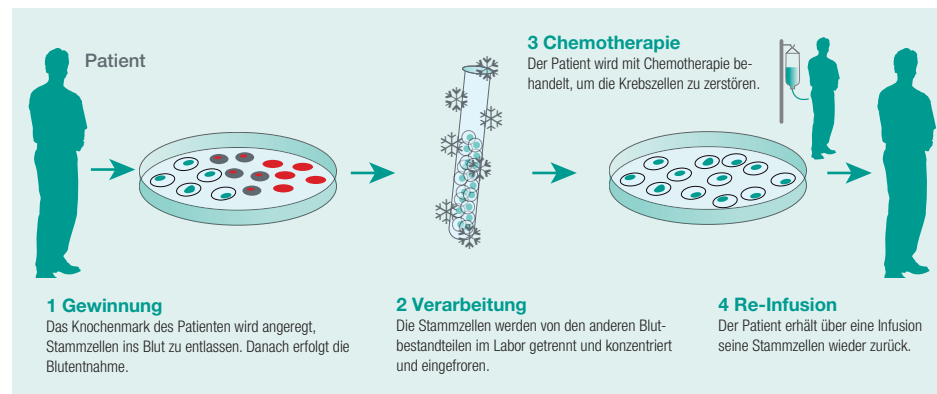 Patient
1 Gewinnung
Das Knochenmark des Patienten wird angeregt,
Stammzellen ins Blut zu entlassen. Danach erfolgt die
Blutentnahme.
2 Verarbeitung
Die Stammzellen werden von den anderen Blut-
bestandteilen im Labor getrennt und konzentriert
und eingefroren.
3 Chemotherapie
Der Patient wird mit Chemotherapie be-
handelt, um die Krebszellen zu zerstören.
4 Re-Infusion
Der Patient erhält über eine Infusion
seine Stammzellen wieder zurück.